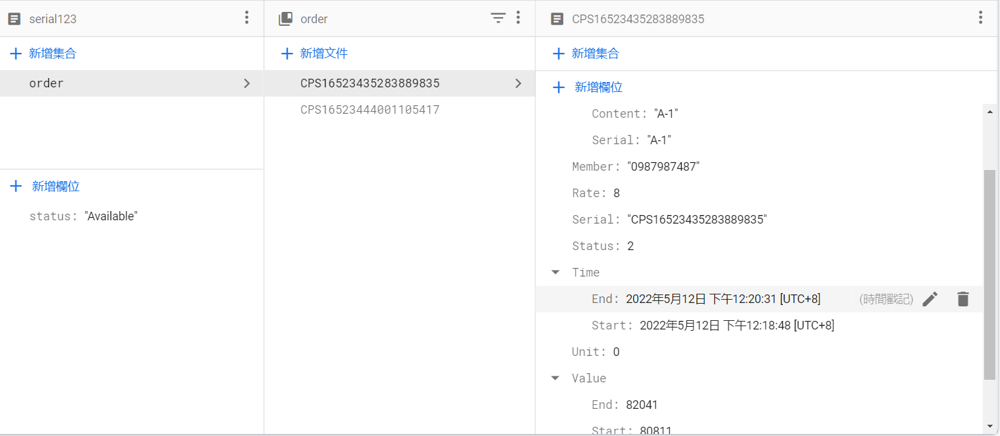 serial123
新增集合
order
新增欄位
status: "Available"
order
新增文件
CPS16523435283889835
CPS16523444001105417
CPS16523435283889835
新增集合
新增欄位
Content: "A-1"
Serial: "A-1"
Member: "0987987487"
Rate: 8
Serial: "CPS16523435283889835"
Status: 2
Time
End: 2022年5月12日 下午12:20:31 [UTC+8] (時間戳記)
Start: 2022年5月12日 下午12:18:48 [UTC+8]
Unit: 0
Value
End: 82041
Start: 80811